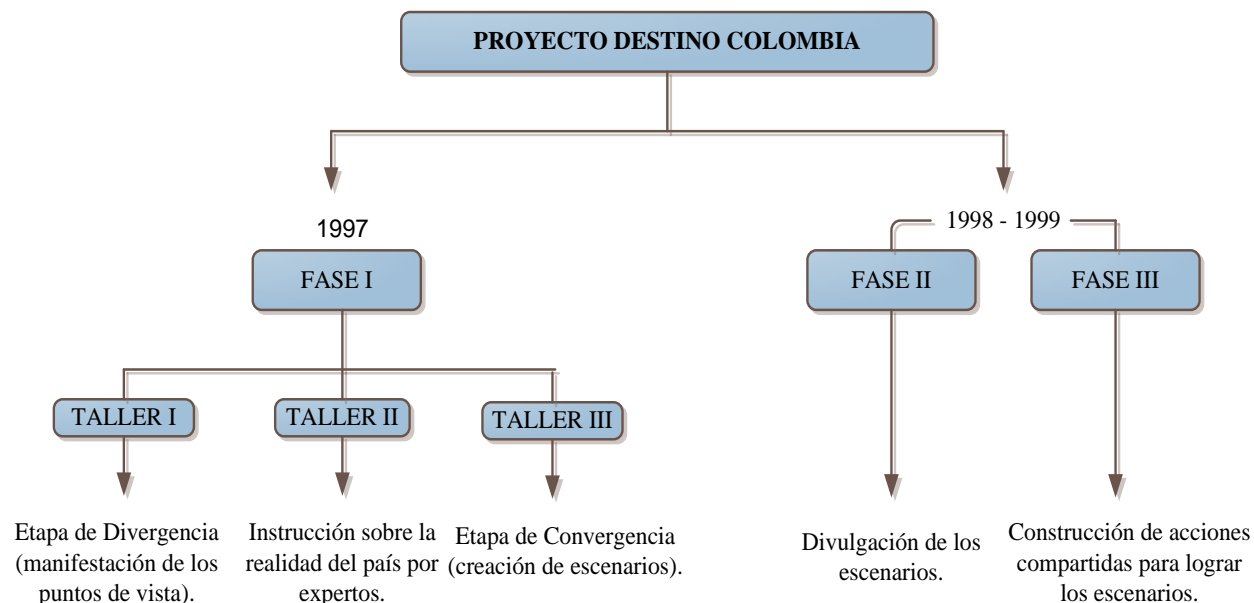 PROYECTO DESTINO COLOMBIA
1997
1998 - 1999
FASE I
FASE II
FASE III
TALLER I
TALLER II
TALLER III
Etapa de Divergencia
(manifestación de los
puntos de vista).
Instrucción sobre la
realidad del país por
expertos.
Etapa de Convergencia
(creación de escenarios).
Divulgación de los
escenarios.
Construcción de acciones
compartidas para lograr
los escenarios.